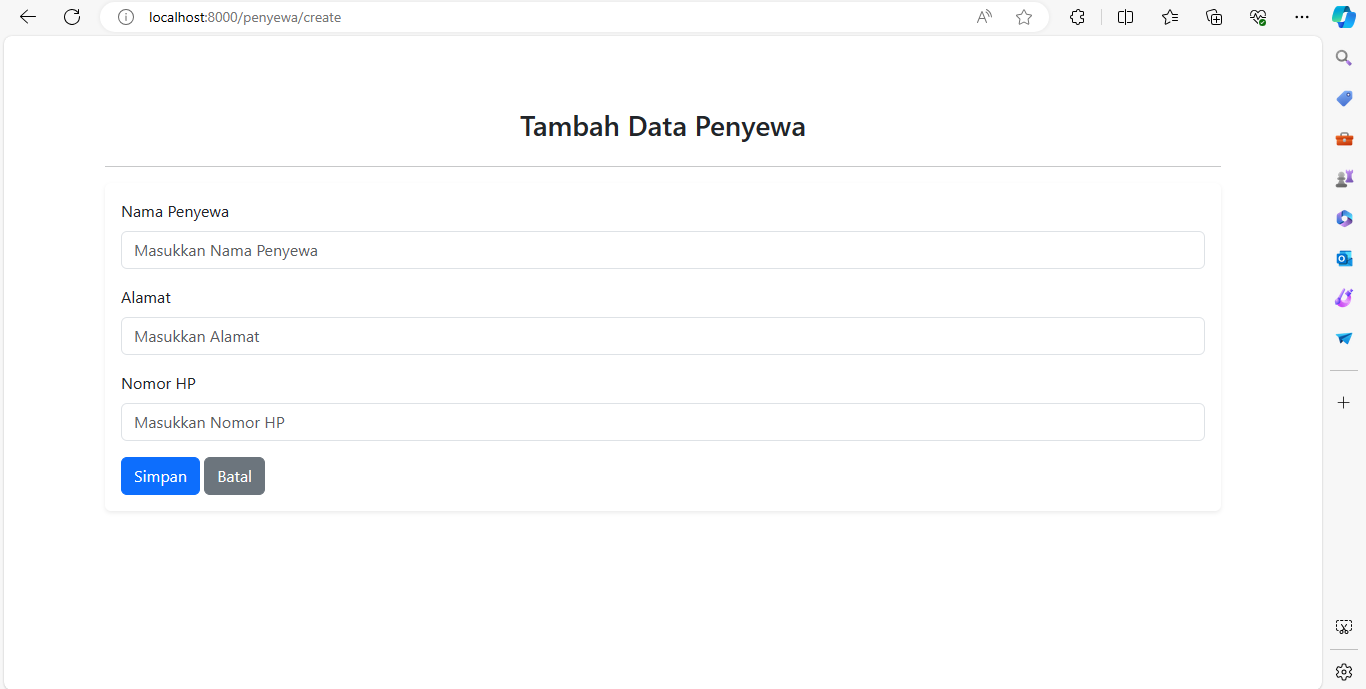 localhost:8000/penyewa/create
Tambah Data Penyewa
Nama Penyewa
Masukkan Nama Penyewa
Alamat
Masukkan Alamat
Nomor HP
Masukkan Nomor HP
Simpan Batal